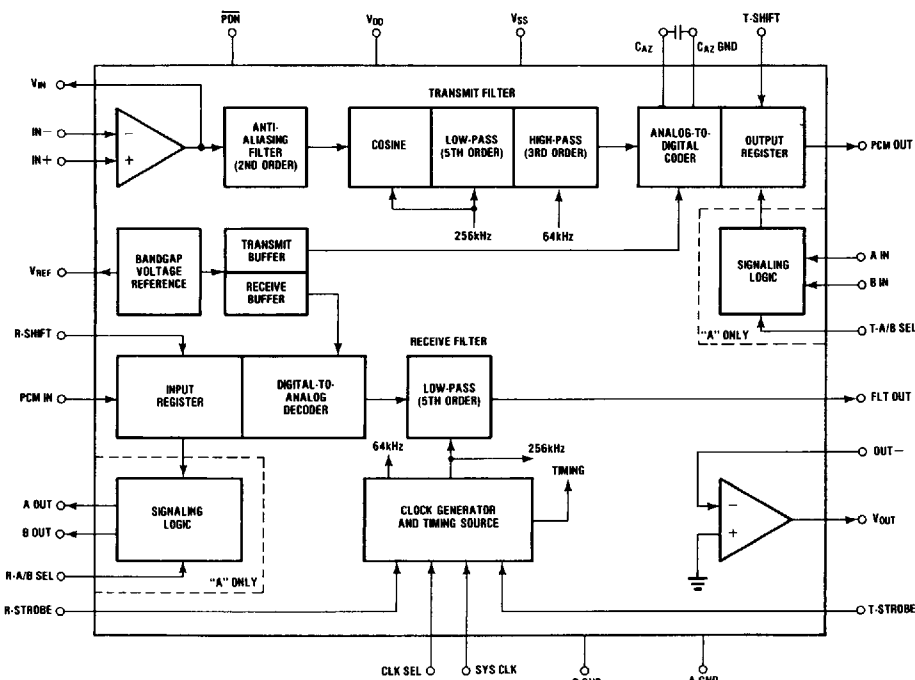 PDN
VDD
VSS
CAZ
CAZ GND
T-SHIFT
VIN
IN−
IN+
−
+
ANTI-
ALIASING
FILTER
(2ND ORDER)
TRANSMIT FILTER
COSINE
LOW-PASS
(5TH ORDER)
HIGH-PASS
(3RD ORDER)
256kHz
64kHz
ANALOG-TO-
DIGITAL
CODER
OUTPUT
REGISTER
PCM OUT
VREF
BANDGAP
VOLTAGE
REFERENCE
TRANSMIT
BUFFER
RECEIVE
BUFFER
SIGNALING
LOGIC
A IN
B IN
T-A/B SEL
"A" ONLY
R-SHIFT
PCM IN
INPUT
REGISTER
DIGITAL-TO-
ANALOG
DECODER
RECEIVE FILTER
LOW-PASS
(5TH ORDER)
FLT OUT
64kHz
256kHz
TIMING
OUT−
A OUT
B OUT
SIGNALING
LOGIC
CLOCK GENERATOR
AND TIMING SOURCE
−
+
VOUT
R-A/B SEL
"A" ONLY
R-STROBE
T-STROBE
CLK SEL
SYS CLK